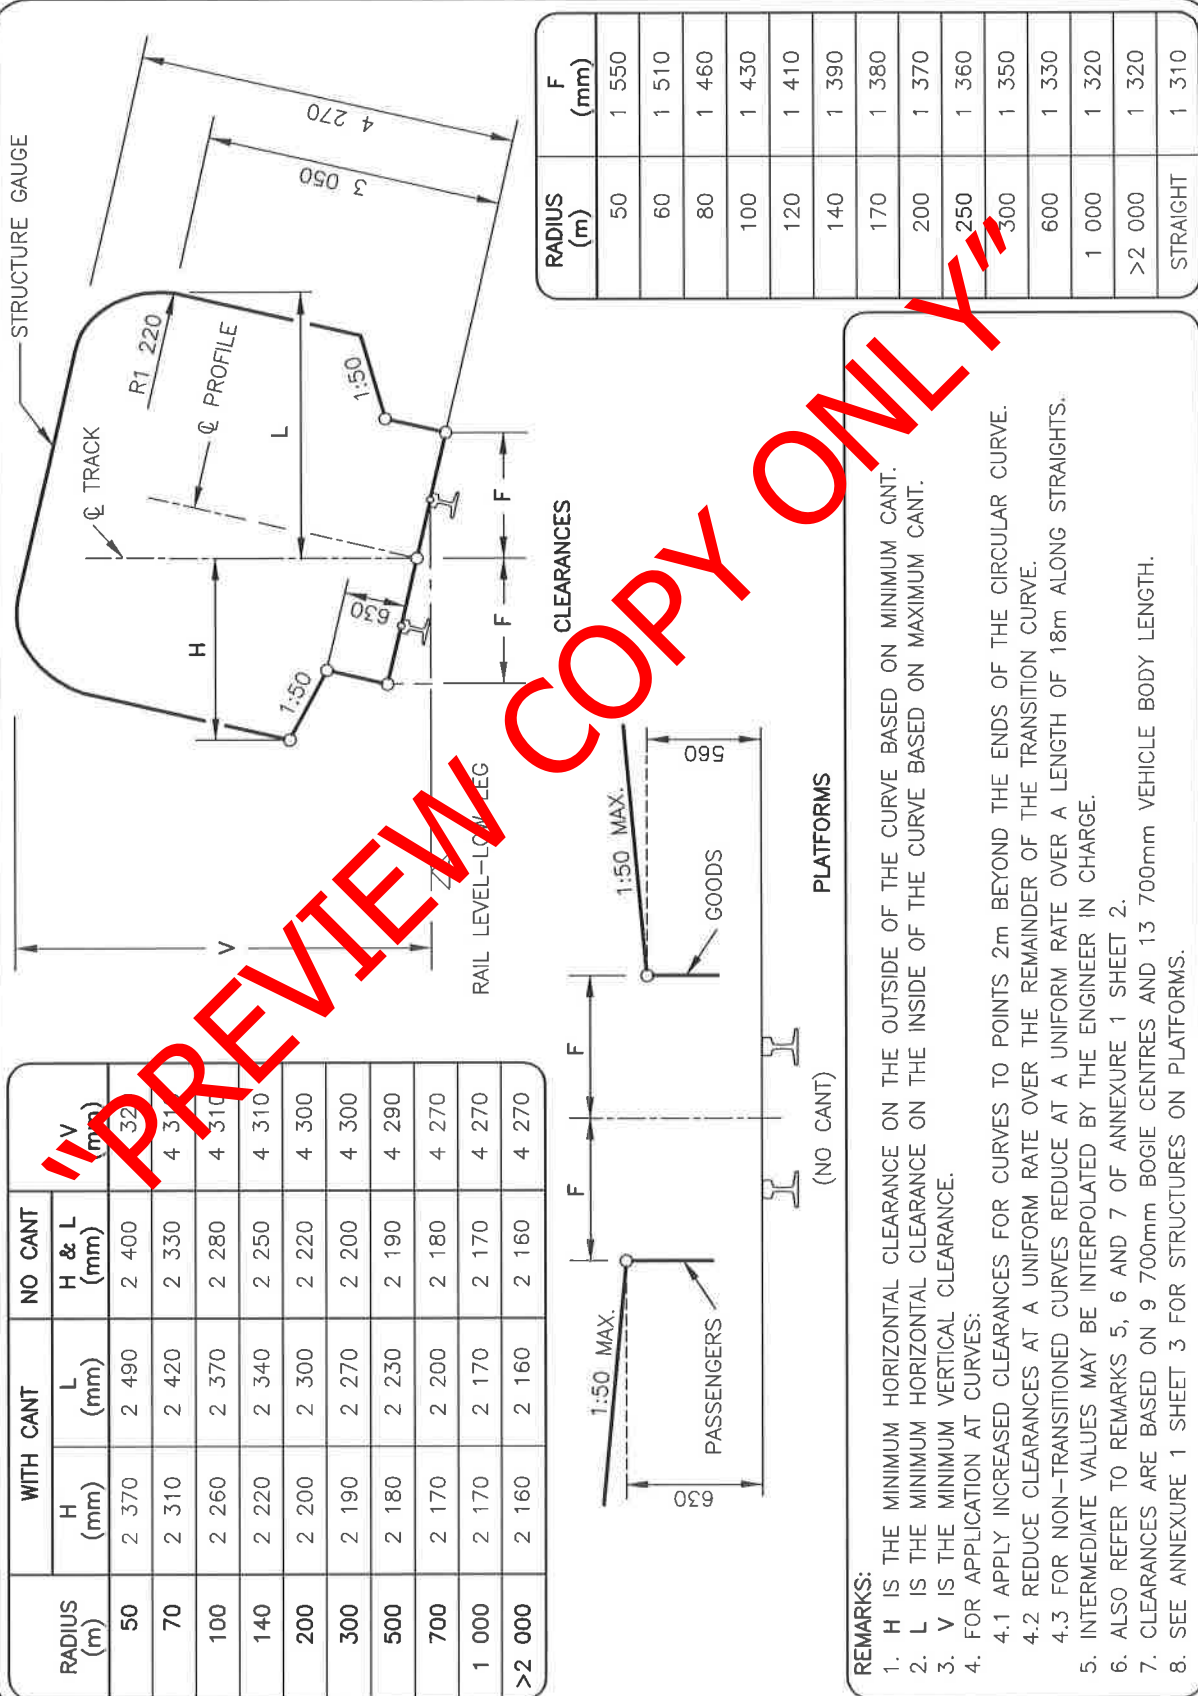 WITH CANT
NO CANT
RADIUS (m)
H (mm)
L (mm)
H & L (mm)
V (mm)
50 2 370 2 490 2 400 32
70 2 310 2 420 2 330 4 31
100 2 260 2 370 2 280 4 310
140 2 220 2 340 2 250 4 310
200 2 200 2 300 2 220 4 300
300 2 190 2 270 2 200 4 300
500 2 180 2 230 2 190 4 290
700 2 170 2 200 2 180 4 270
1 000 2 170 2 170 2 170 4 270
>2 000 2 160 2 160 2 160 4 270
STRUCTURE GAUGE
℄ TRACK
℄ PROFILE
R1 220
H
L
V
1:50
1:50
630
3 050
4 270
F
F
RAIL LEVEL-LOW LEG
CLEARANCES
RADIUS (m)
F (mm)
50 1 550
60 1 510
80 1 460
100 1 430
120 1 410
140 1 390
170 1 380
200 1 370
250 1 360
300 1 350
600 1 330
1 000 1 320
>2 000 1 320
STRAIGHT 1 310
1:50 MAX.
1:50 MAX.
F
F
630
560
PASSENGERS
GOODS
(NO CANT)
PLATFORMS
REMARKS:
1. H IS THE MINIMUM HORIZONTAL CLEARANCE ON THE OUTSIDE OF THE CURVE BASED ON MINIMUM CANT.
2. L IS THE MINIMUM HORIZONTAL CLEARANCE ON THE INSIDE OF THE CURVE BASED ON MAXIMUM CANT.
3. V IS THE MINIMUM VERTICAL CLEARANCE.
4. FOR APPLICATION AT CURVES:
4.1 APPLY INCREASED CLEARANCES FOR CURVES TO POINTS 2m BEYOND THE ENDS OF THE CIRCULAR CURVE.
4.2 REDUCE CLEARANCES AT A UNIFORM RATE OVER THE REMAINDER OF THE TRANSITION CURVE.
4.3 FOR NON-TRANSITIONED CURVES REDUCE AT A UNIFORM RATE OVER A LENGTH OF 18m ALONG STRAIGHTS.
5. INTERMEDIATE VALUES MAY BE INTERPOLATED BY THE ENGINEER IN CHARGE.
6. ALSO REFER TO REMARKS 5, 6 AND 7 OF ANNEXURE 1 SHEET 2.
7. CLEARANCES ARE BASED ON 9 700mm BOGIE CENTRES AND 13 700mm VEHICLE BODY LENGTH.
8. SEE ANNEXURE 1 SHEET 3 FOR STRUCTURES ON PLATFORMS.
"PREVIEW COPY ONLY"